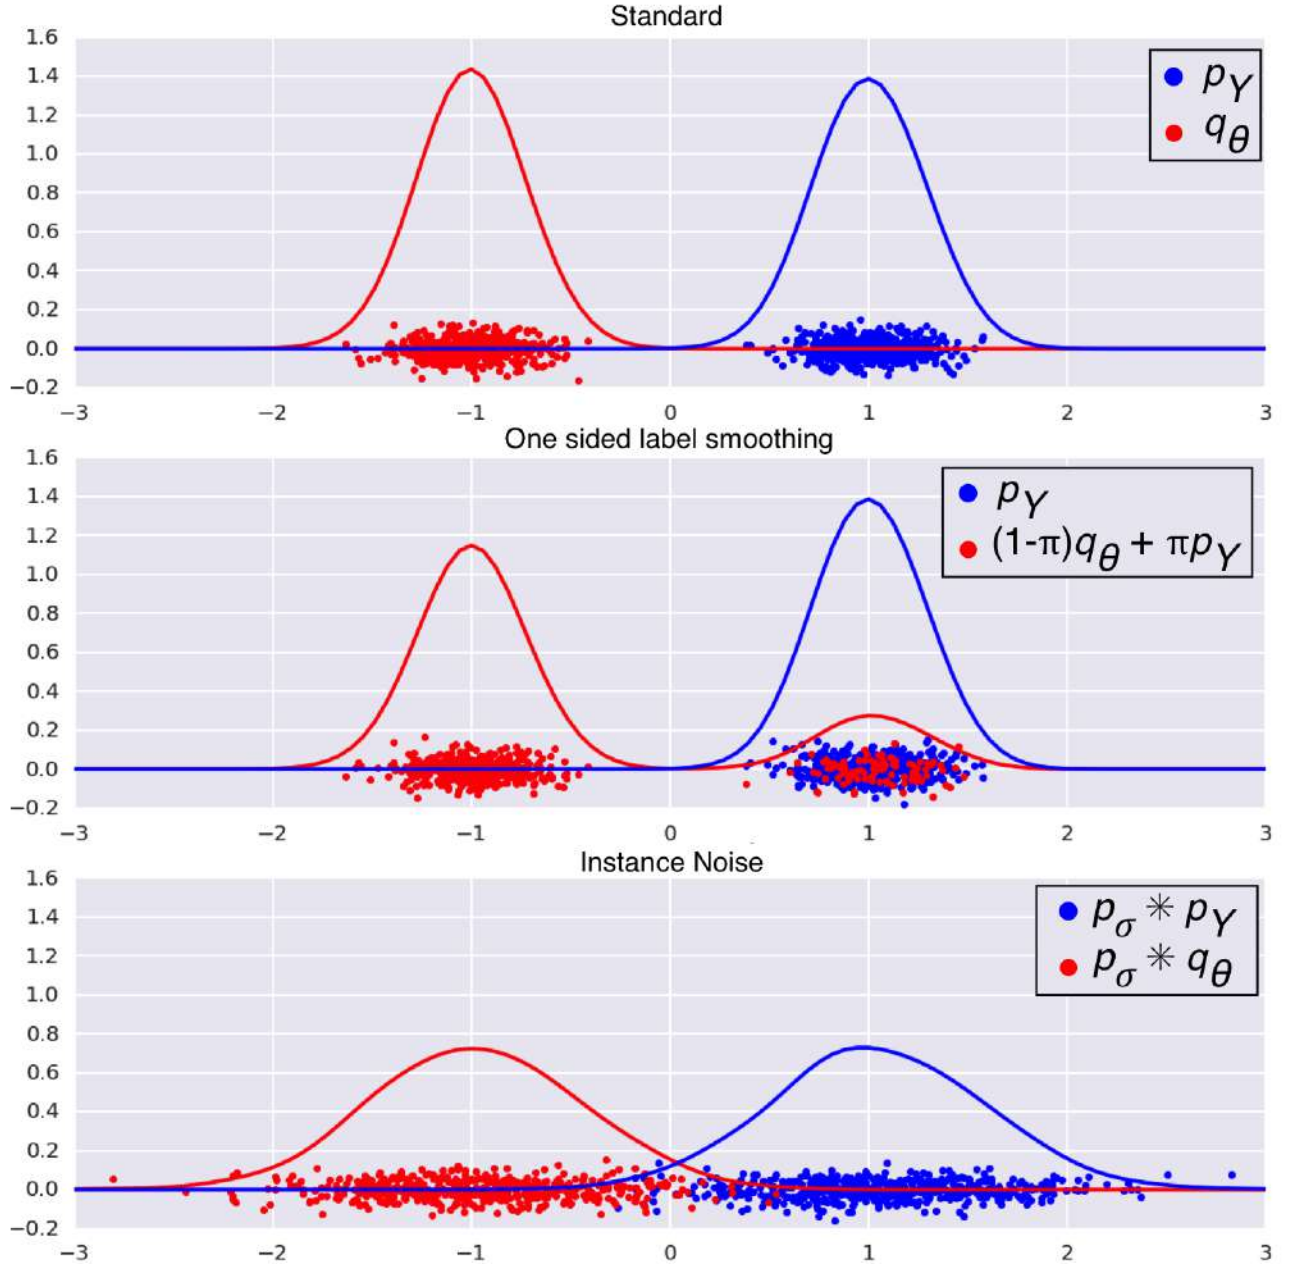 Standard
1.6
1.4
1.2
1.0
0.8
0.6
0.4
0.2
0.0
−0.2
−3 −2 −1 0 1 2 3
p_Y
q_θ
One sided label smoothing
1.6
1.4
1.2
1.0
0.8
0.6
0.4
0.2
0.0
−0.2
−3 −2 −1 0 1 2 3
p_Y
(1-π)q_θ + πp_Y
Instance Noise
1.6
1.4
1.2
1.0
0.8
0.6
0.4
0.2
0.0
−0.2
−3 −2 −1 0 1 2 3
p_σ ✳ p_Y
p_σ ✳ q_θ